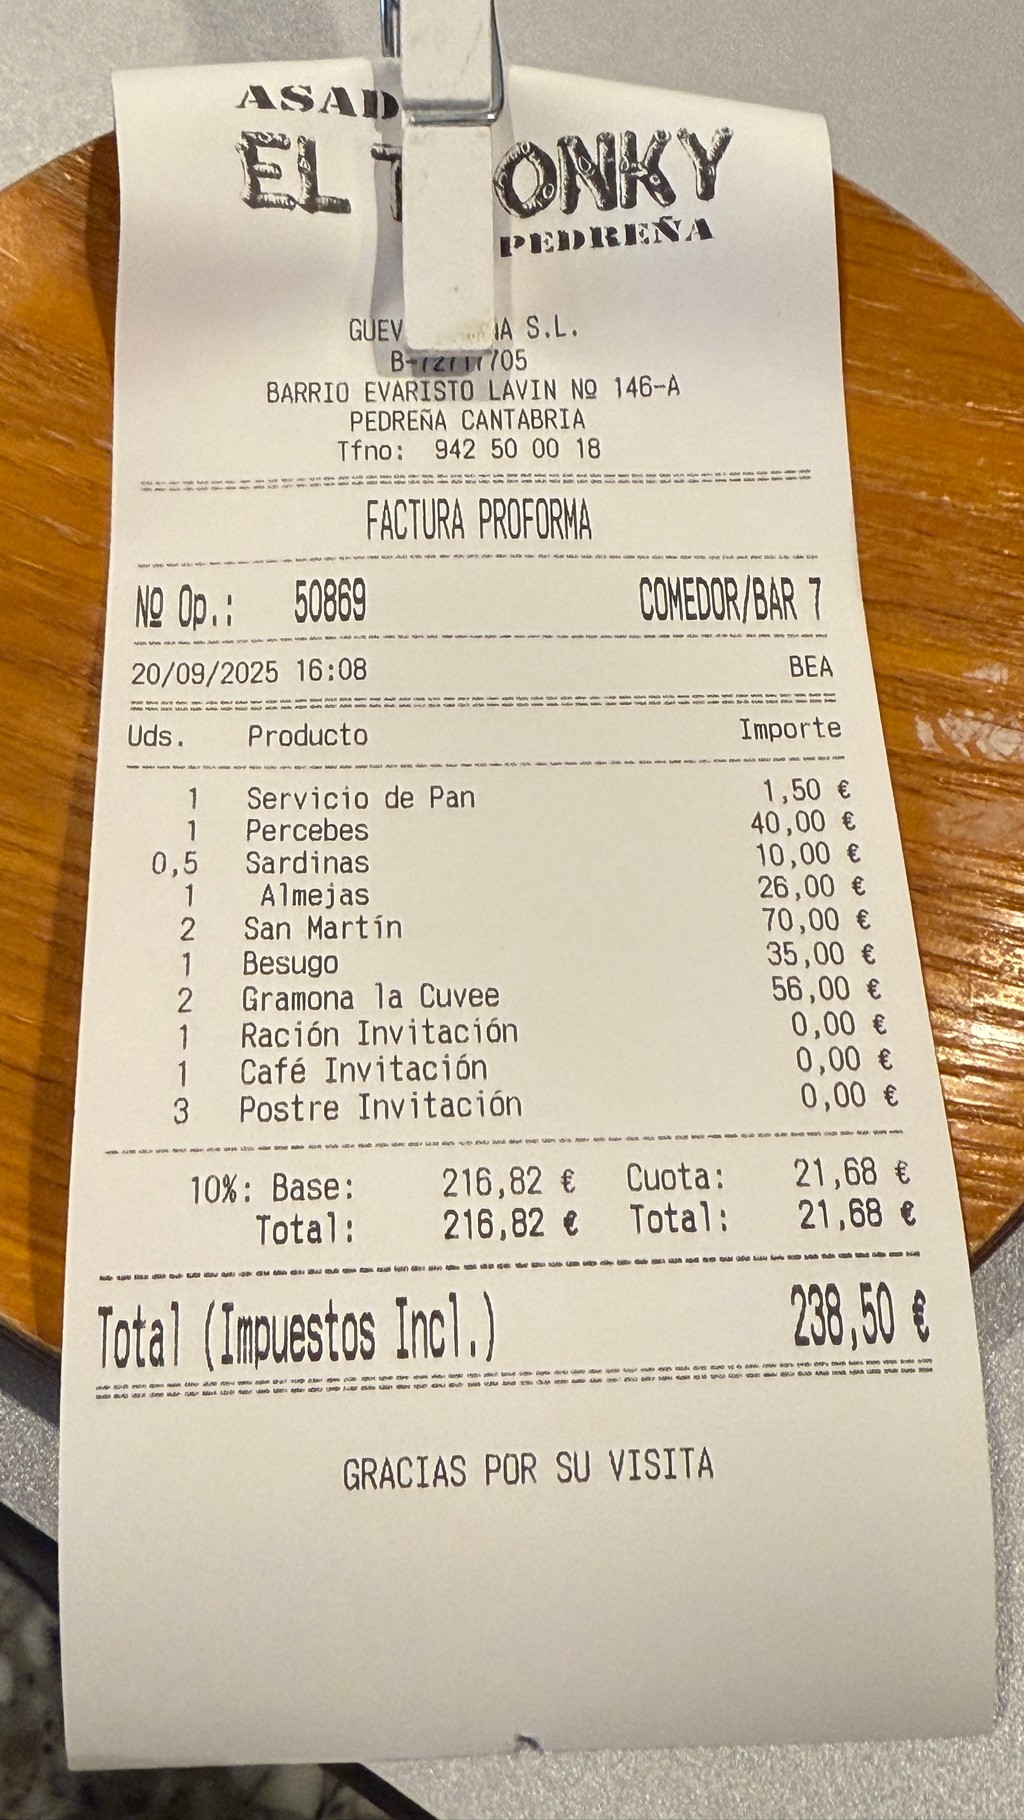 EL
PEDREÑA
S.L.
BARRIO EVARISTO LAVIN Nº 146-A
PEDREÑA CANTABRIA
Tfno: 942 50 00 18
FACTURA PROFORMA
Nº Op.: 50869 COMEDOR/BAR 7
20/09/2025 16:08 BEA
Uds. Producto Importe
1 Servicio de Pan 1,50 €
1 Percebes 40,00 €
0,5 Sardinas 10,00 €
1 Almejas 26,00 €
2 San Martín 70,00 €
1 Besugo 35,00 €
2 Gramona la Cuvee 56,00 €
1 Ración Invitación 0,00 €
1 Café Invitación 0,00 €
3 Postre Invitación 0,00 €
10%: Base: 216,82 € Cuota: 21,68 €
Total: 216,82 € Total: 21,68 €
Total (Impuestos Incl.) 238,50 €
GRACIAS POR SU VISITA